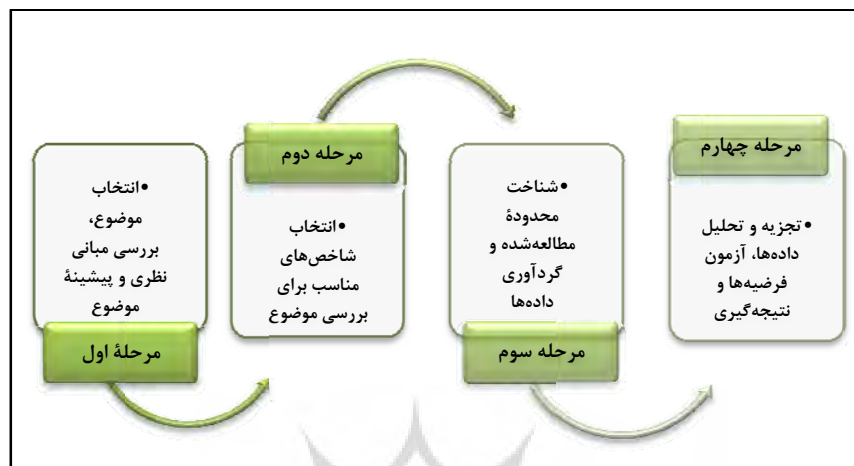 •انتخاب
موضوع،
بررسی مبانی
نظری و پیشینهٔ
موضوع
مرحلهٔ اول
مرحله دوم
•انتخاب
شاخص‌های
مناسب برای
بررسی موضوع
•شناخت
محدودهٔ
مطالعه‌شده و
گردآوری
داده‌ها
مرحله سوم
مرحله چهارم
•تجزیه و تحلیل
داده‌ها، آزمون
فرضیه‌ها و
نتیجه‌گیری